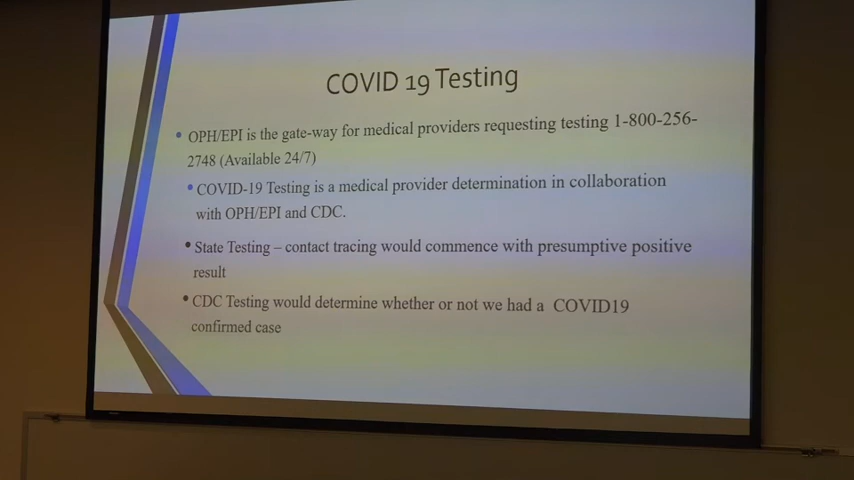 COVID 19 Testing
OPH/EPI is the gate-way for medical providers requesting testing 1-800-256-
2748 (Available 24/7)
COVID-19 Testing is a medical provider determination in collaboration
with OPH/EPI and CDC.
State Testing – contact tracing would commence with presumptive positive
result
CDC Testing would determine whether or not we had a COVID19
confirmed case